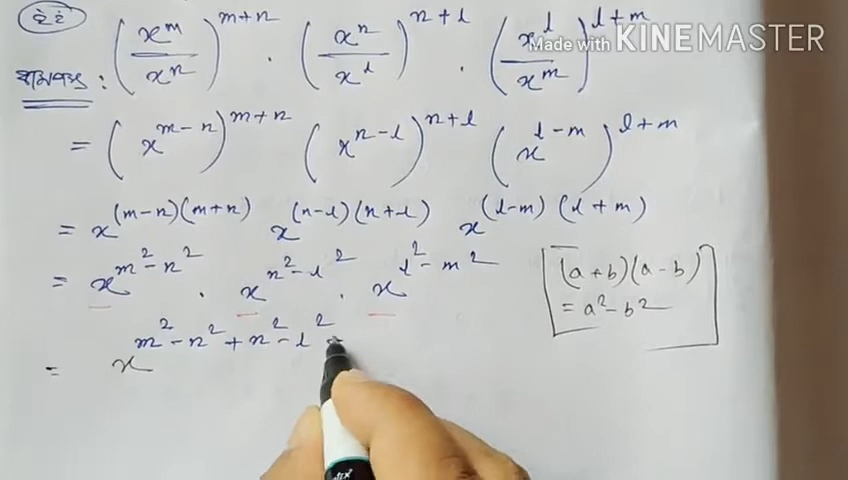 ২২
বামপক্ষ : (x^m / x^n)^(m+n) . (x^n / x^l)^(n+l) . (x^l / x^m)^(l+m)
Made with KINEMASTER
= (x^(m-n))^(m+n) (x^(n-l))^(n+l) (x^(l-m))^(l+m)
= x^((m-n)(m+n)) x^((n-l)(n+l)) x^((l-m)(l+m))
= x^(m²-n²) . x^(n²-l²) . x^(l²-m²)
(a+b)(a-b)
= a²-b²
= x^(m²-n²+n²-l²+